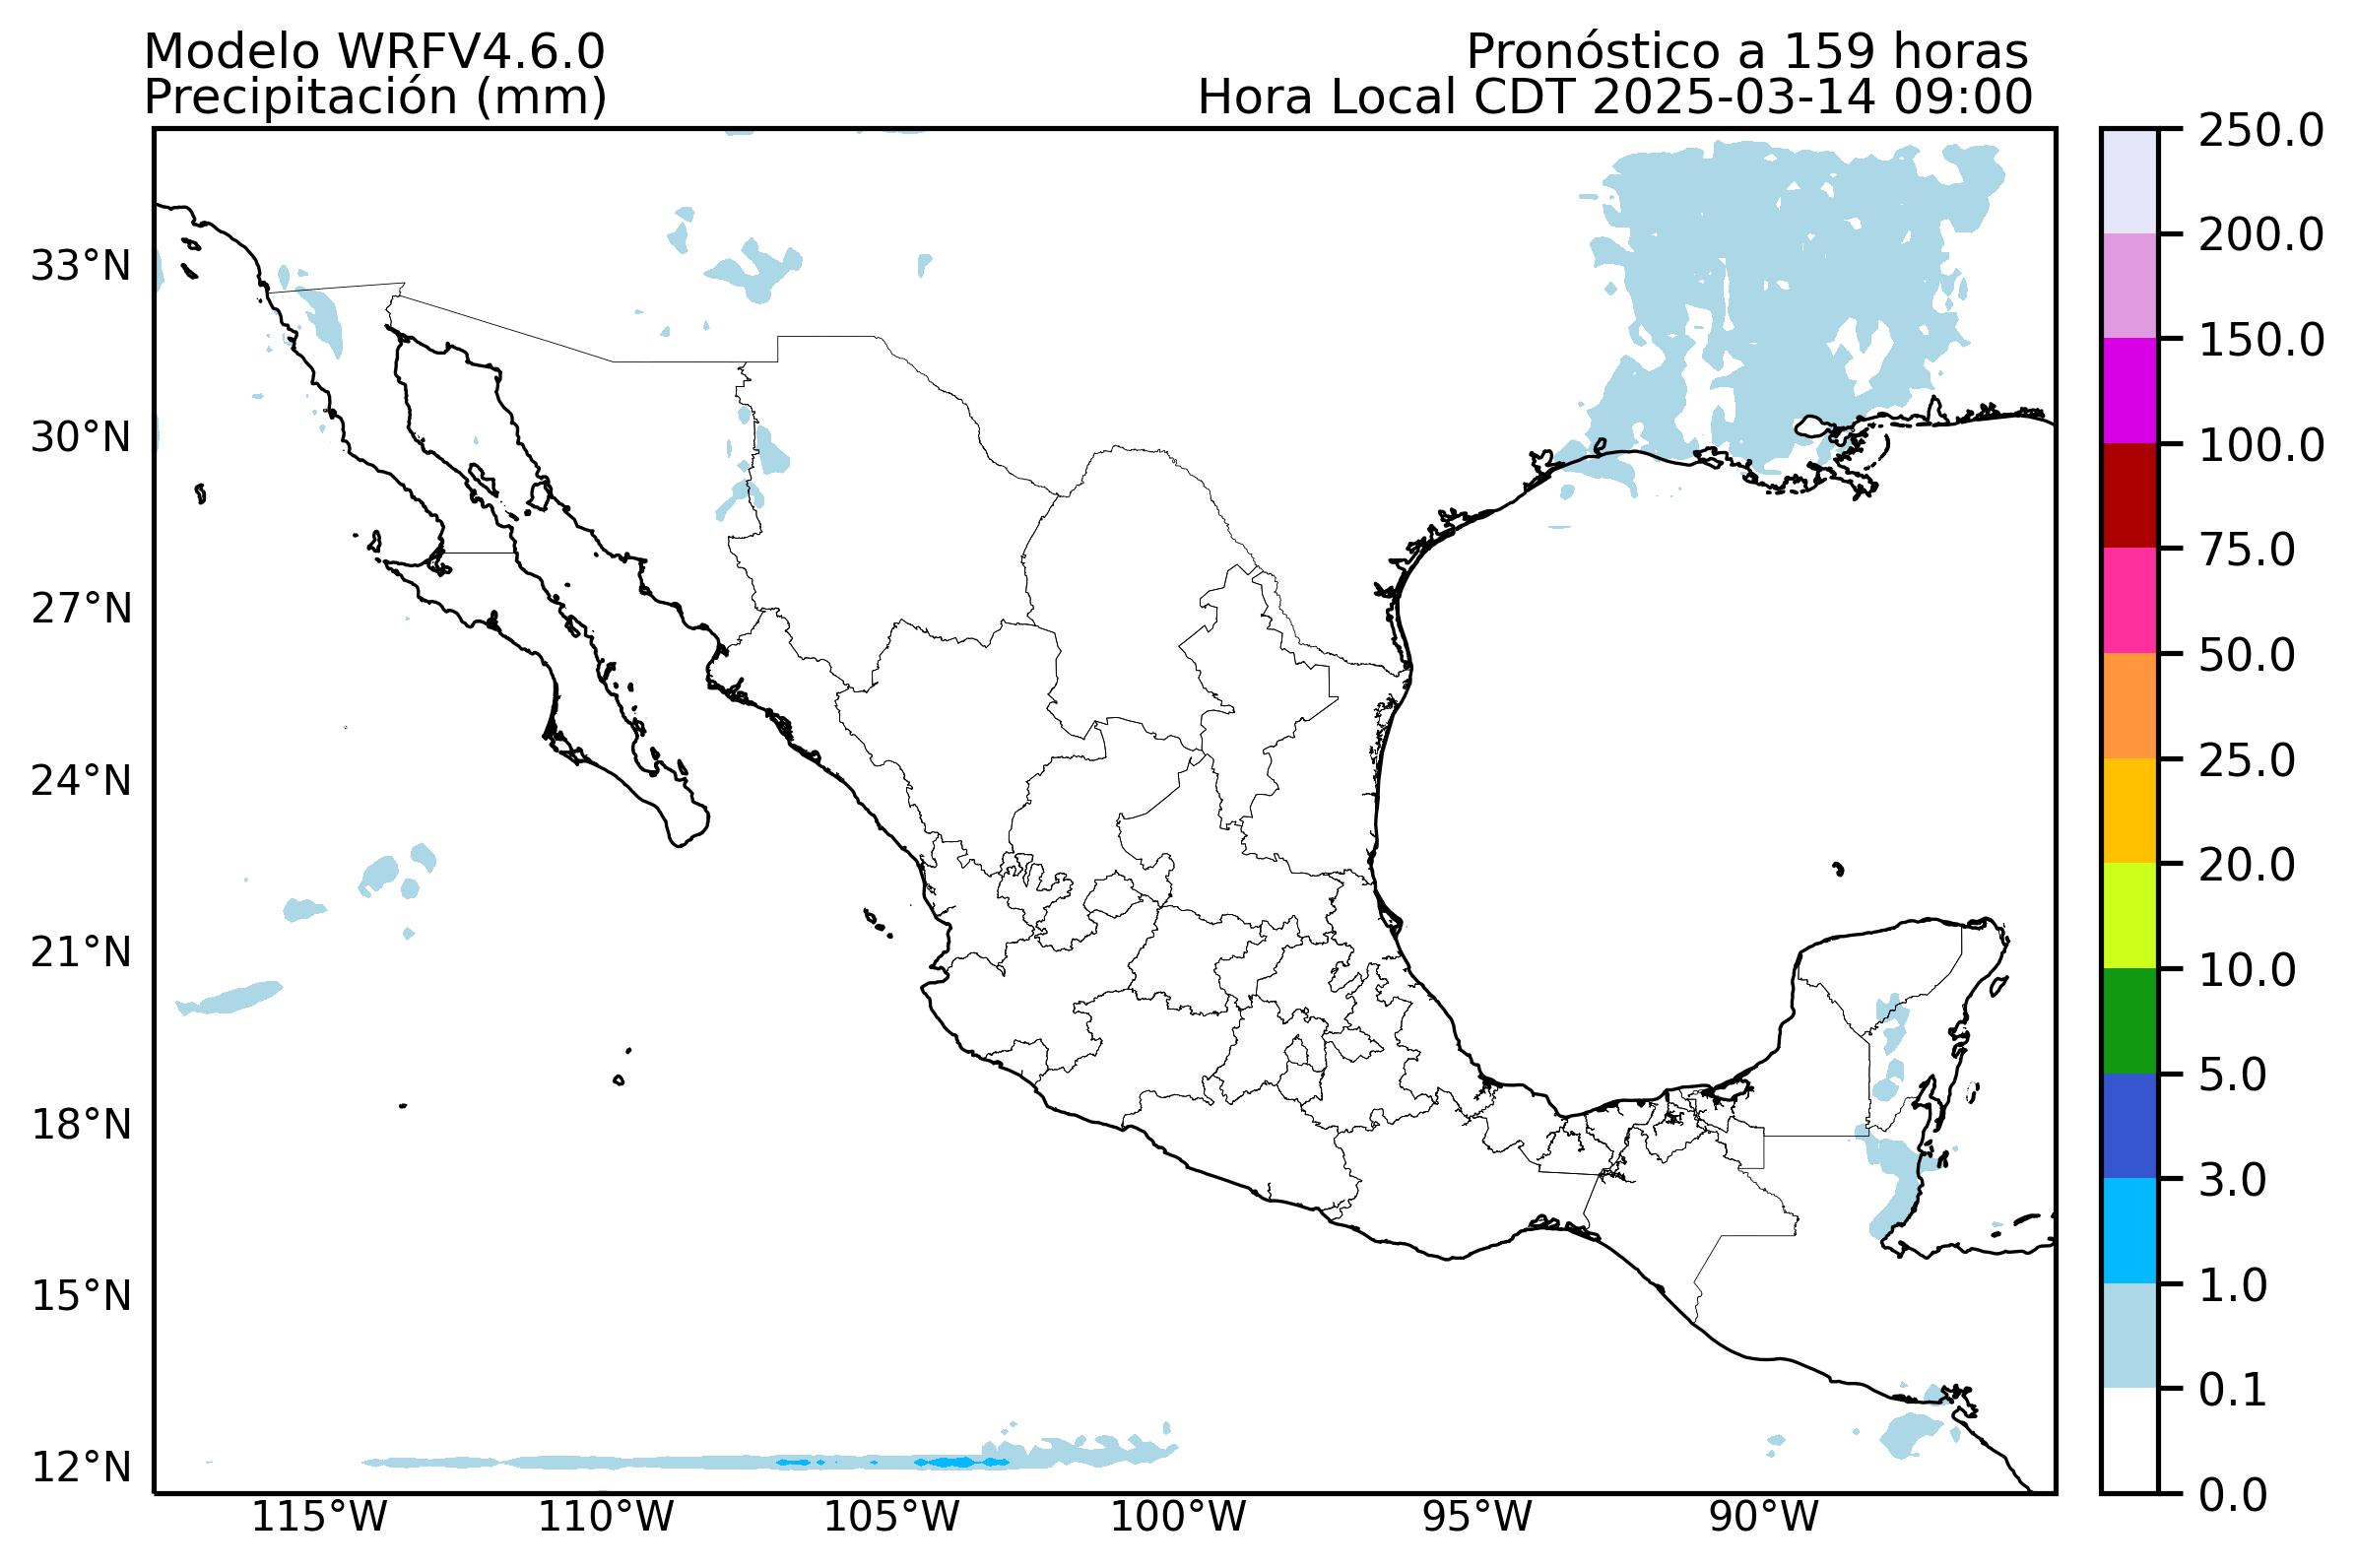 Modelo WRFV4.6.0
Precipitación (mm)
Pronóstico a 159 horas
Hora Local CDT 2025-03-14 09:00
33°N
30°N
27°N
24°N
21°N
18°N
15°N
12°N
115°W
110°W
105°W
100°W
95°W
90°W
250.0
200.0
150.0
100.0
75.0
50.0
25.0
20.0
10.0
5.0
3.0
1.0
0.1
0.0